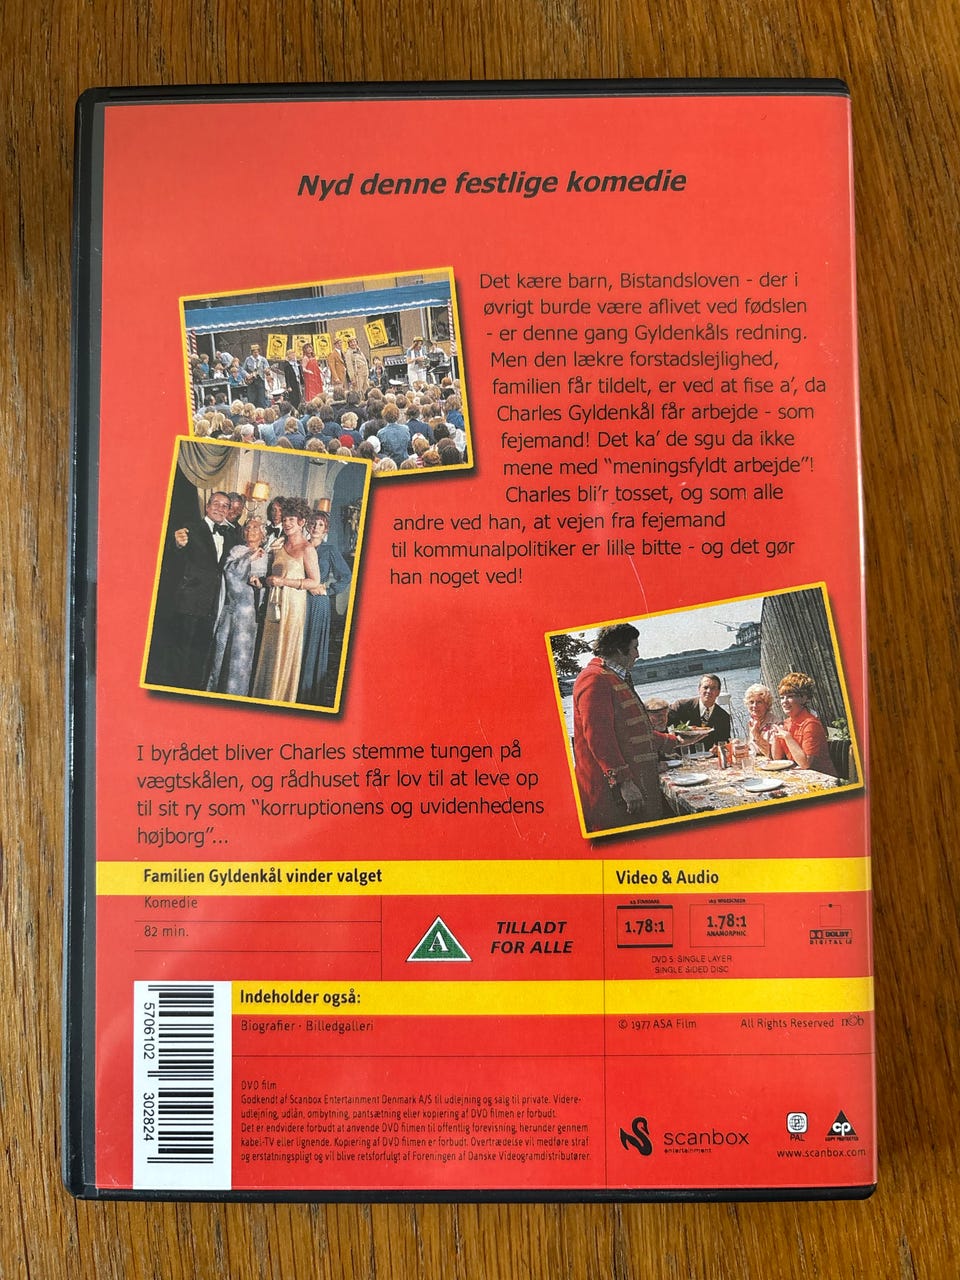 Nyd denne festlige komedie
Det kære barn, Bistandsloven - der i
øvrigt burde være aflivet ved fødslen
- er denne gang Gyldenkåls redning.
Men den lækre forstadslejlighed,
familien får tildelt, er ved at fise a', da
Charles Gyldenkål får arbejde - som
fejemand! Det ka' de sgu da ikke
mene med "meningsfyldt arbejde"!
Charles bli'r tosset, og som alle
andre ved han, at vejen fra fejemand
til kommunalpolitiker er lille bitte - og det gør
han noget ved!
I byrådet bliver Charles stemme tungen på
vægtskålen, og rådhuset får lov til at leve op
til sit ry som "korruptionens og uvidenhedens
højborg"...
Familien Gyldenkål vinder valget
Komedie
82 min.
A
TILLADT
FOR ALLE
Video & Audio
1.78:1
16:9 WIDESCREEN
1.78:1
ANAMORPHIC
DVD 5: SINGLE LAYER
SINGLE SIDED DISC
DOLBY
DIGITAL
Indeholder også:
Biografier · Billedgalleri
© 1977 ASA Film
All Rights Reserved
ncb
5706102 302824
DVD film
Godkendt af Scanbox Entertainment Denmark A/S til udlejning og salg til private. Videre-
udlejning, udlån, ombytning, pantsætning eller kopiering af DVD filmen er forbudt.
Det er endvidere forbudt at anvende DVD filmen til offentlig forevisning, herunder gennem
kabel-TV eller lignende. Kopiering af DVD filmen er forbudt. Overtrædelse vil medføre straf
og erstatningspligt og vil blive retsforfulgt af Foreningen af Danske Videogramdistributører.
scanbox
entertainment
2
PAL
CP
COPY PROTECTED
www.scanbox.com